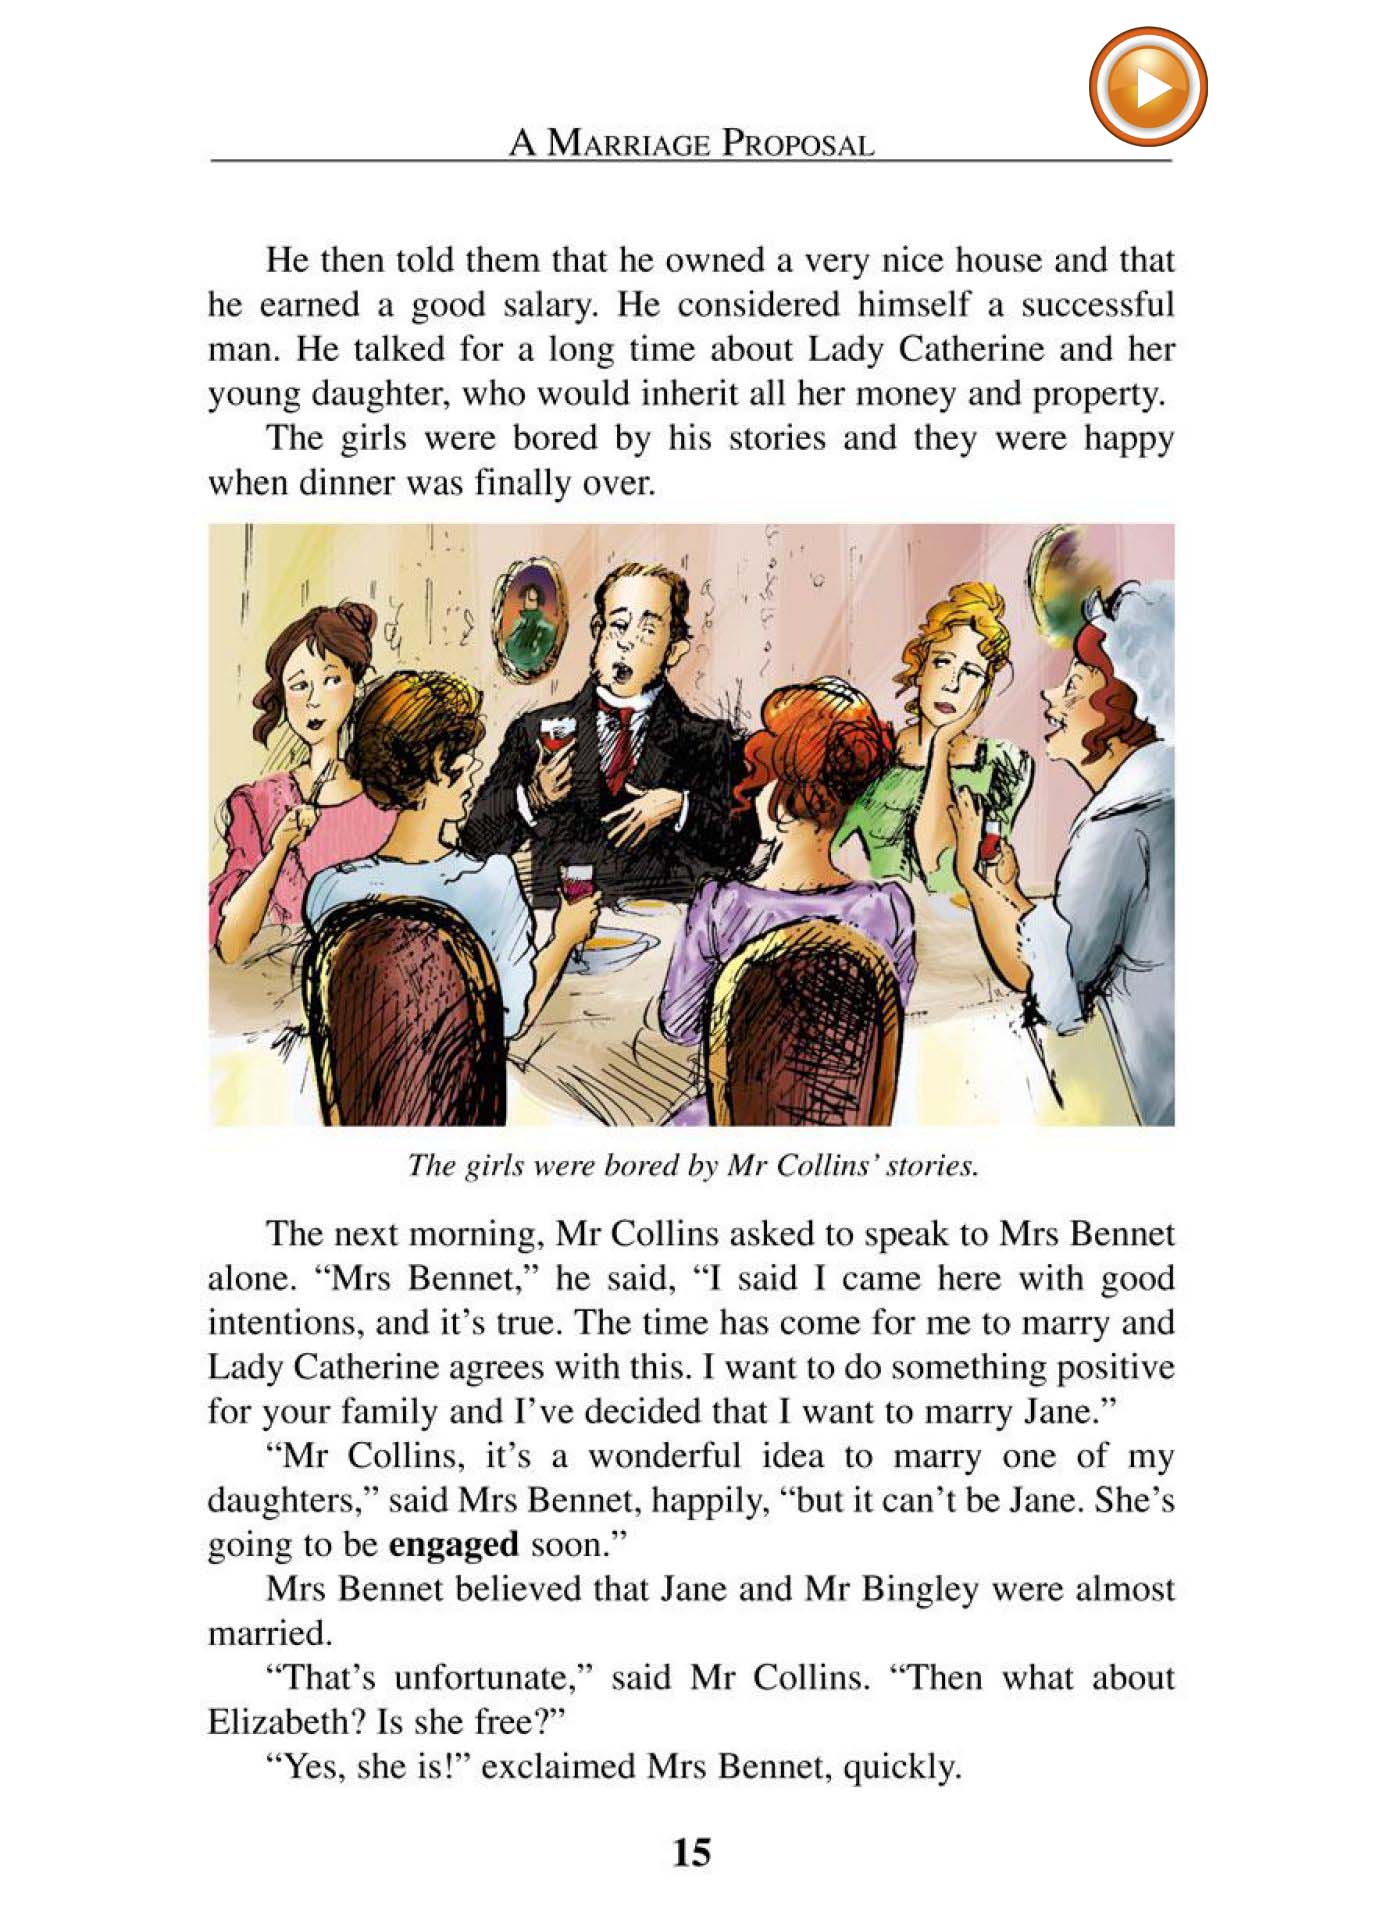 A MARRIAGE PROPOSAL
He then told them that he owned a very nice house and that
he earned a good salary. He considered himself a successful
man. He talked for a long time about Lady Catherine and her
young daughter, who would inherit all her money and property.
The girls were bored by his stories and they were happy
when dinner was finally over.
The girls were bored by Mr Collins’ stories.
The next morning, Mr Collins asked to speak to Mrs Bennet
alone. “Mrs Bennet,” he said, “I said I came here with good
intentions, and it’s true. The time has come for me to marry and
Lady Catherine agrees with this. I want to do something positive
for your family and I’ve decided that I want to marry Jane.”
“Mr Collins, it’s a wonderful idea to marry one of my
daughters,” said Mrs Bennet, happily, “but it can’t be Jane. She’s
going to be engaged soon.”
Mrs Bennet believed that Jane and Mr Bingley were almost
married.
“That’s unfortunate,” said Mr Collins. “Then what about
Elizabeth? Is she free?”
“Yes, she is!” exclaimed Mrs Bennet, quickly.
15